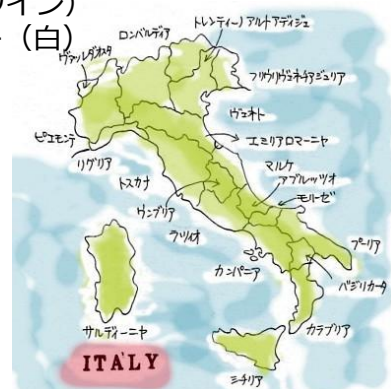 ワイン)
(白)
トレンティーノアルトアディジュ
ロンバルディア
ヴァッレダオスタ
フリウリヴェネチアジュリア
ヴェネト
ピエモンテ
エミリアロマーニャ
リグリア
マルケ
アブルッツオ
トスカナ
モリーゼ
ウンブリア
ラツィオ
プーリア
カンパニア
バジリカータ
サルディーニャ
カラブリア
ITALY
シチリア